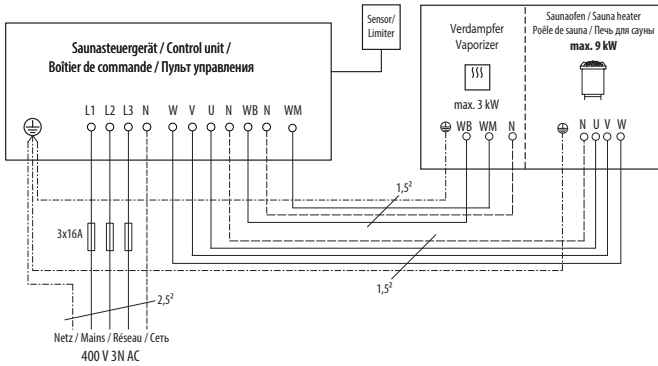 Saunasteuergerät / Control unit /
Boîtier de commande / Пульт управления
Sensor/
Limiter
Verdampfer
Vaporizer
max. 3 kW
Saunaofen / Sauna heater
Poêle de sauna / Печь для сауны
max. 9 kW
L1 L2 L3 N W V U N WB N WM
WB WM N
N U V W
3x16A
1,5²
1,5²
2,5²
Netz / Mains / Réseau / Сеть
400 V 3N AC